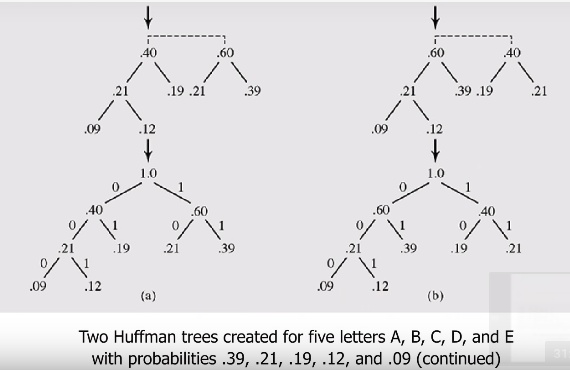 .40 .60 .60 .40
.21 .19 .21 .39 .21 .39 .19 .21
.09 .12 .09 .12
1.0 1.0
0 1 0 1
.40 .60 .60 .40
0 1 0 1 0 1 0 1
.21 .19 .21 .39 .21 .39 .19 .21
0 1 0 1
.09 .12 .09 .12
(a) (b)
Two Huffman trees created for five letters A, B, C, D, and E
with probabilities .39, .21, .19, .12, and .09 (continued)
31